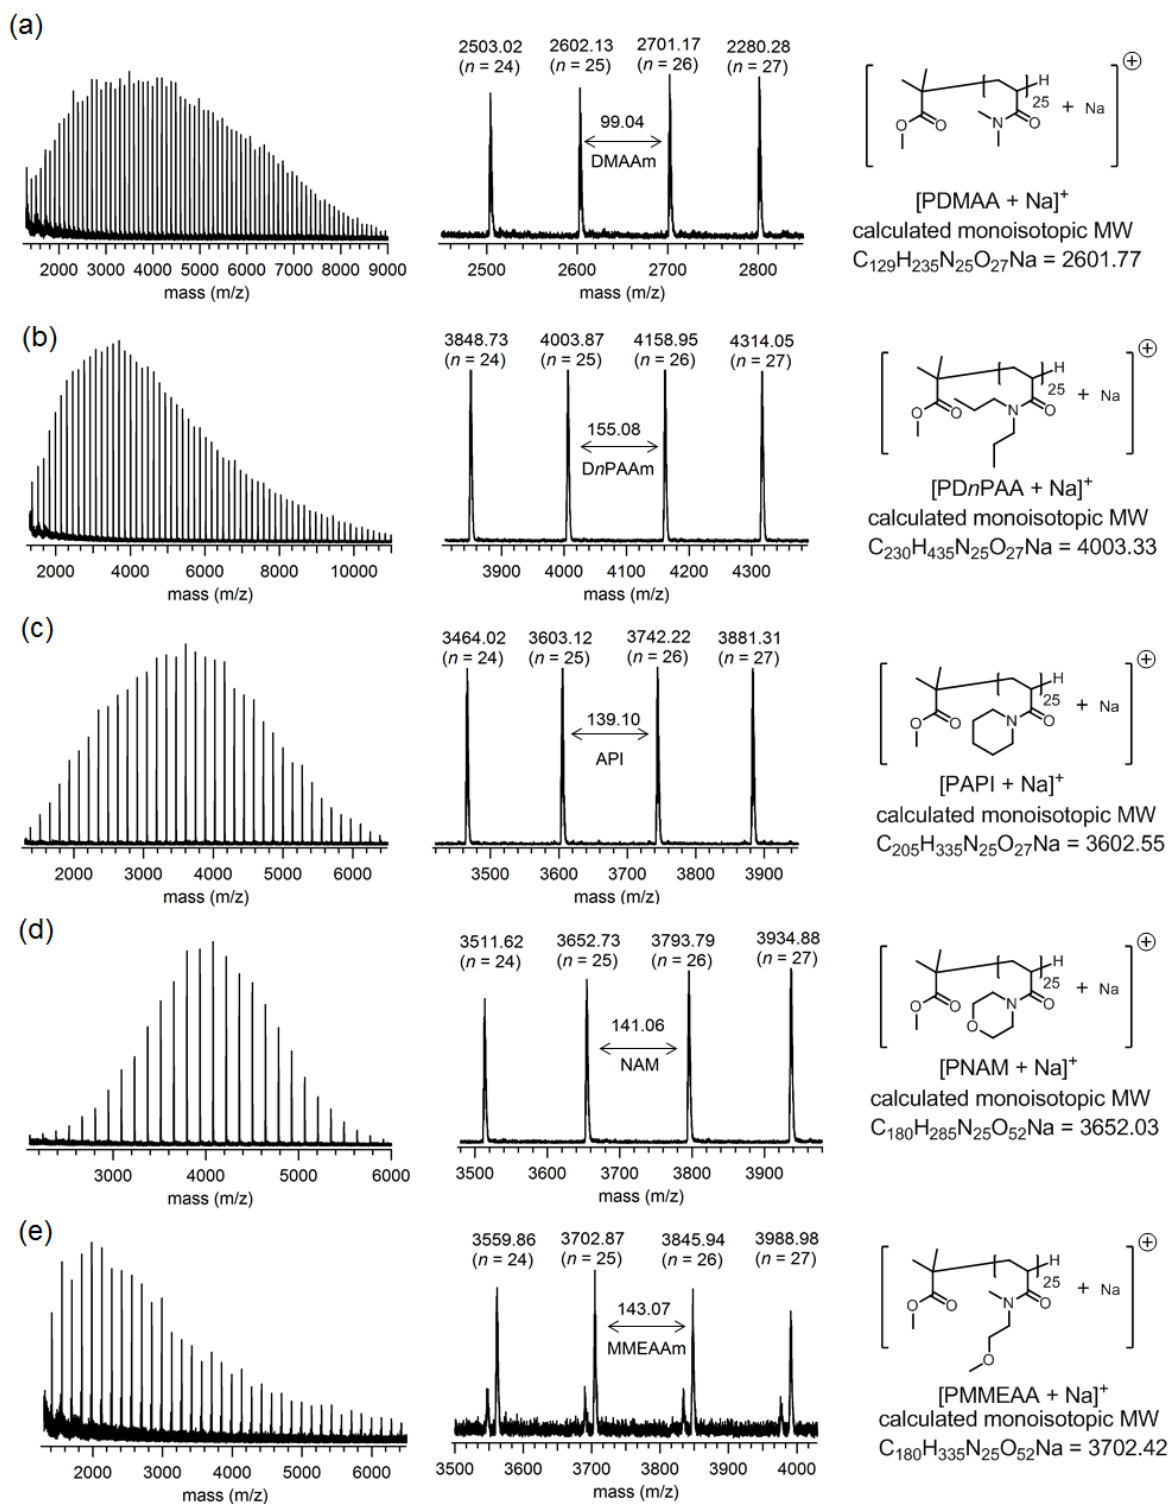 (a)
2503.02 2602.13 2701.17 2280.28
(n = 24) (n = 25) (n = 26) (n = 27)
99.04
DMAAm
2000 3000 4000 5000 6000 7000 8000 9000
mass (m/z)
2500 2600 2700 2800
mass (m/z)
H
25
+ Na
O
O
N
O
[PDMAA + Na]+
calculated monoisotopic MW
C129H235N25O27Na = 2601.77
(b)
3848.73 4003.87 4158.95 4314.05
(n = 24) (n = 25) (n = 26) (n = 27)
155.08
DnPAAm
2000 4000 6000 8000 10000
mass (m/z)
3900 4000 4100 4200 4300
mass (m/z)
H
25
+ Na
O
O
N
O
[PDnPAA + Na]+
calculated monoisotopic MW
C230H435N25O27Na = 4003.33
(c)
3464.02 3603.12 3742.22 3881.31
(n = 24) (n = 25) (n = 26) (n = 27)
139.10
API
2000 3000 4000 5000 6000
mass (m/z)
3500 3600 3700 3800 3900
mass (m/z)
H
25
+ Na
O
O
N
O
[PAPI + Na]+
calculated monoisotopic MW
C205H335N25O27Na = 3602.55
(d)
3511.62 3652.73 3793.79 3934.88
(n = 24) (n = 25) (n = 26) (n = 27)
141.06
NAM
3000 4000 5000 6000
mass (m/z)
3500 3600 3700 3800 3900
mass (m/z)
H
25
+ Na
O
O
N
O
O
[PNAM + Na]+
calculated monoisotopic MW
C180H285N25O52Na = 3652.03
(e)
3559.86 3702.87 3845.94 3988.98
(n = 24) (n = 25) (n = 26) (n = 27)
143.07
MMEAAm
2000 3000 4000 5000 6000
mass (m/z)
3500 3600 3700 3800 3900 4000
mass (m/z)
H
25
+ Na
O
O
N
O
O
[PMMEAA + Na]+
calculated monoisotopic MW
C180H335N25O52Na = 3702.42